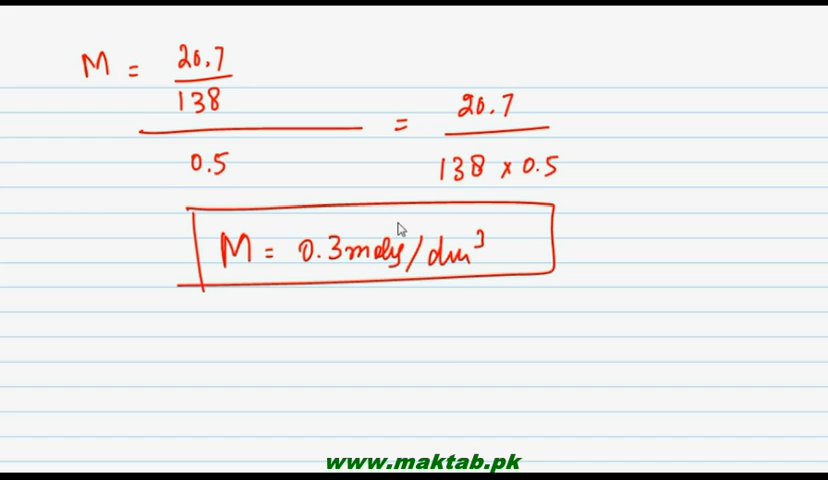 M = 20.7 / 138 / 0.5 = 20.7 / 138 x 0.5
M = 0.3 moles/dm³
www.maktab.pk